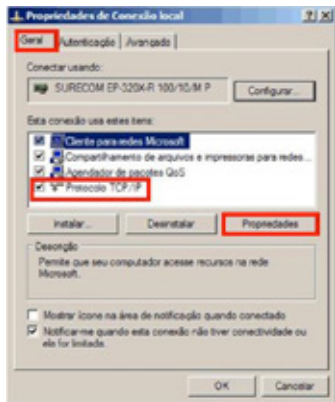 Propriedades de Conexão local
Geral Autenticação Avançado
Conectar usando:
SURECOM EP-320X-R 100/10/M P Configurar...
Esta conexão usa estes itens:
Cliente para redes Microsoft
Compartilhamento de arquivos e impressoras para redes...
Agendador de pacotes QoS
Protocolo TCP/IP
Instalar... Desinstalar Propriedades
Descrição
Permite que seu computador acesse recursos na rede
Microsoft.
Mostrar ícone na área de notificação quando conectado
Notificar-me quando esta conexão não tiver conectividade ou
ela for limitada.
OK Cancelar